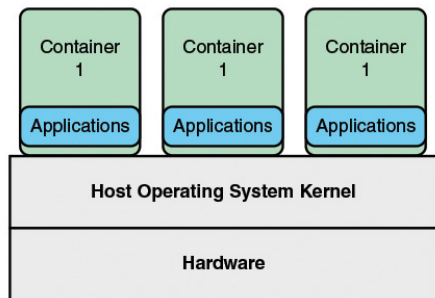 Container
1
Container
1
Container
1
Applications
Applications
Applications
Host Operating System Kernel
Hardware